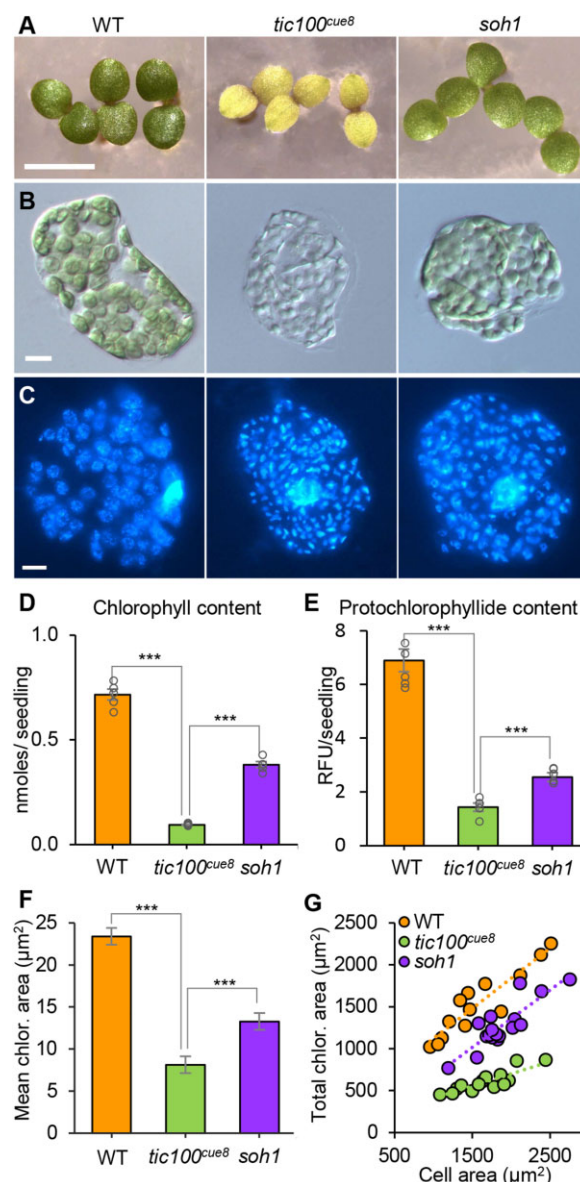 A WT tic100cue8 soh1
B
C
D Chlorophyll content
nmoles/ seedling
1.0
0.5
0.0
***
***
WT tic100cue8 soh1
E Protochlorophyllide content
RFU/seedling
8
6
4
2
0
***
***
WT tic100cue8 soh1
F
Mean chlor. area (µm²)
25
20
15
10
5
0
***
***
WT tic100cue8 soh1
G
Total chlor. area (µm²)
2500
2000
1500
1000
500
0
WT
tic100cue8
soh1
500 1500 2500
Cell area (µm²)